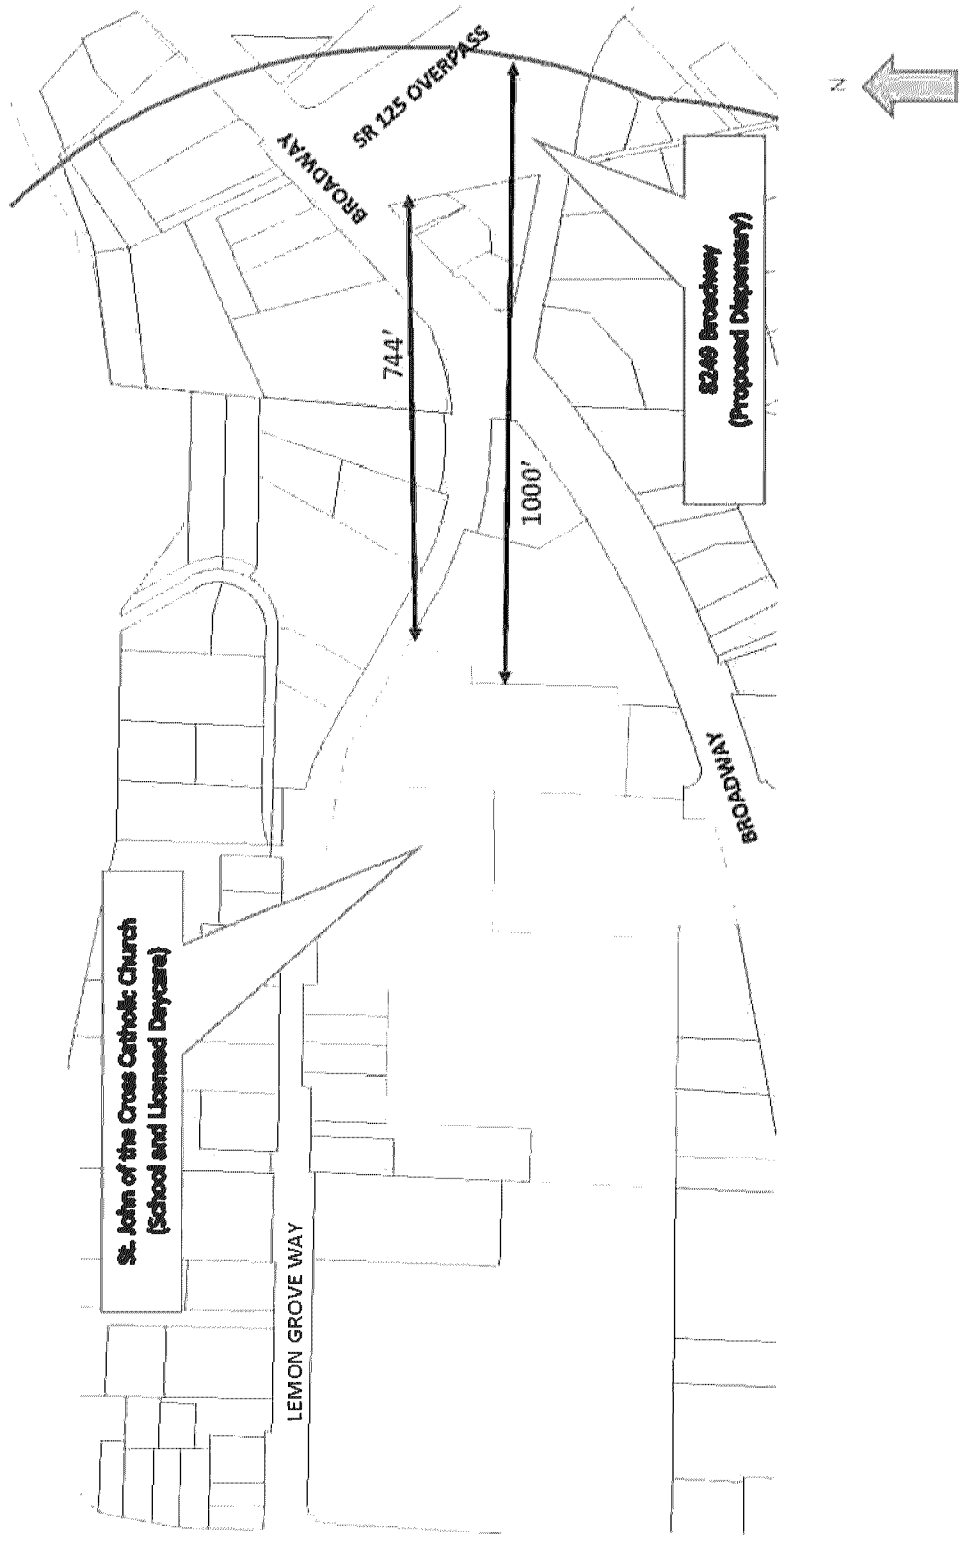 N
SR 125 OVERPASS
BROADWAY
744'
1000'
8249 Broadway
(Proposed Dispensary)
BROADWAY
St. John of the Cross Catholic Church
(School and Licensed Daycare)
LEMON GROVE WAY